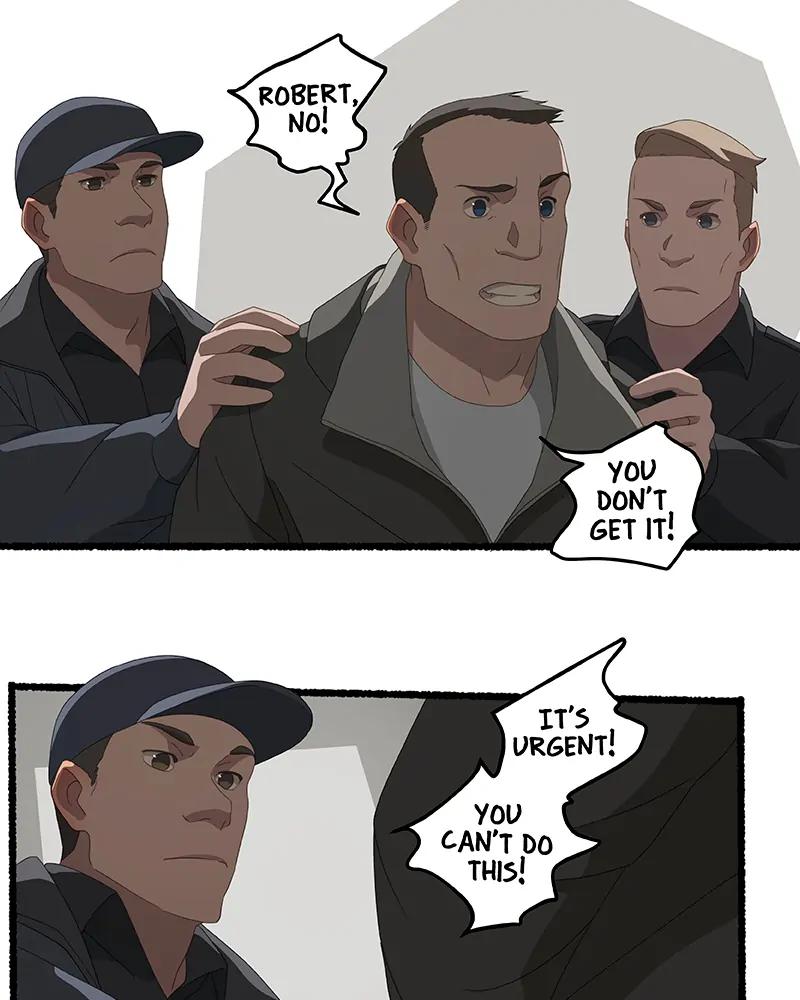 ROBERT,
NO!
YOU
DON'T
GET IT!
IT'S
URGENT!
YOU
CAN'T DO
THIS!